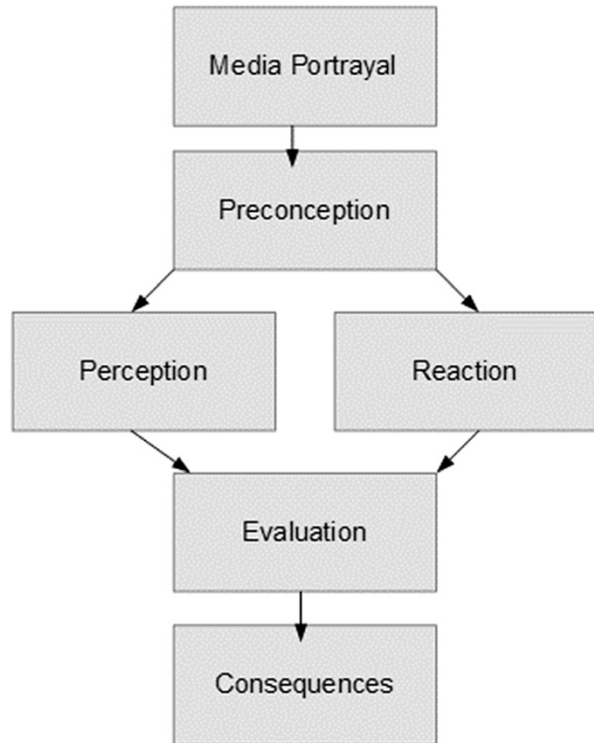 Media Portrayal
Preconception
Perception
Reaction
Evaluation
Consequences